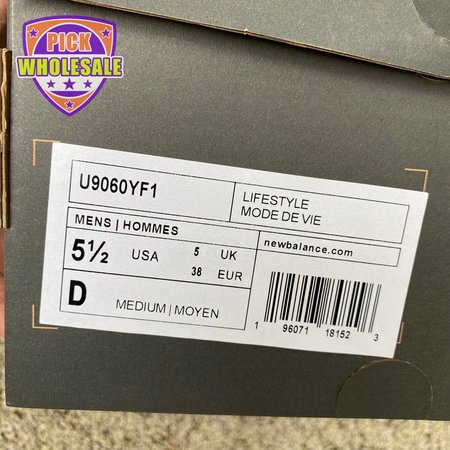 PICK
WHOLESALE
U9060YF1
LIFESTYLE
MODE DE VIE
MENS | HOMMES
5½ USA 5 UK
38 EUR
newbalance.com
D MEDIUM | MOYEN
1 96071 18152 3